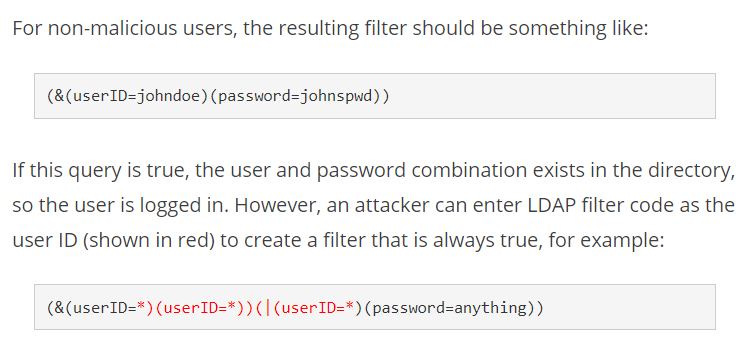 For non-malicious users, the resulting filter should be something like:
(&(userID=johndoe)(password=johnspwd))
If this query is true, the user and password combination exists in the directory,
so the user is logged in. However, an attacker can enter LDAP filter code as the
user ID (shown in red) to create a filter that is always true, for example:
(&(userID=*)(userID=*))(|(userID=*)(password=anything))